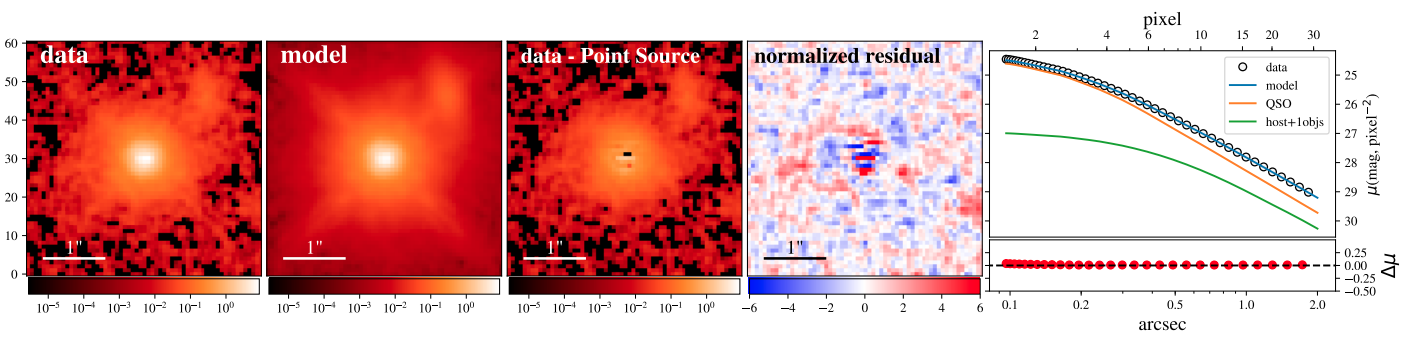 data
model
data - Point Source
normalized residual
60
50
40
30
20
10
0
1"
1"
1"
1"
10⁻⁵ 10⁻⁴ 10⁻³ 10⁻² 10⁻¹ 10⁰
10⁻⁵ 10⁻⁴ 10⁻³ 10⁻² 10⁻¹ 10⁰
10⁻⁵ 10⁻⁴ 10⁻³ 10⁻² 10⁻¹ 10⁰
−6 −4 −2 0 2 4 6
pixel
2 4 6 10 15 20 30
data
model
QSO
host+1objs
25
26
27
28
29
30
μ(mag, pixel⁻²)
0.25
0.00
−0.25
−0.50
Δμ
0.1 0.2 0.5 1.0 2.0
arcsec